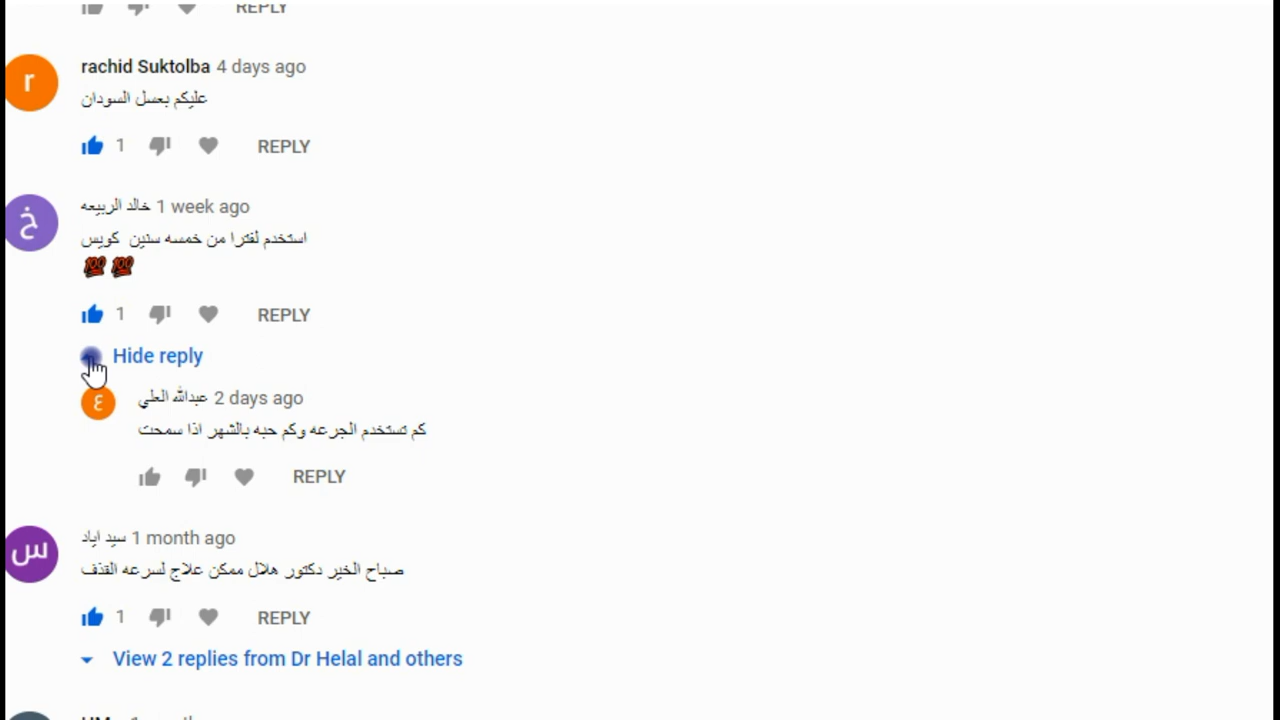 REPLY
r
rachid Suktolba 4 days ago
عليكم بعسل السودان
1 REPLY
خ
خالد الربيعه 1 week ago
استخدم لفترا من خمسه سنين كويس
💯 💯
1 REPLY
Hide reply
ع
عبدالله العلي 2 days ago
كم تستخدم الجرعه وكم حبه بالشهر اذا سمحت
REPLY
س
سيد اياد 1 month ago
صباح الخير دكتور هلال ممكن علاج لسرعه القذف
1 REPLY
View 2 replies from Dr Helal and others